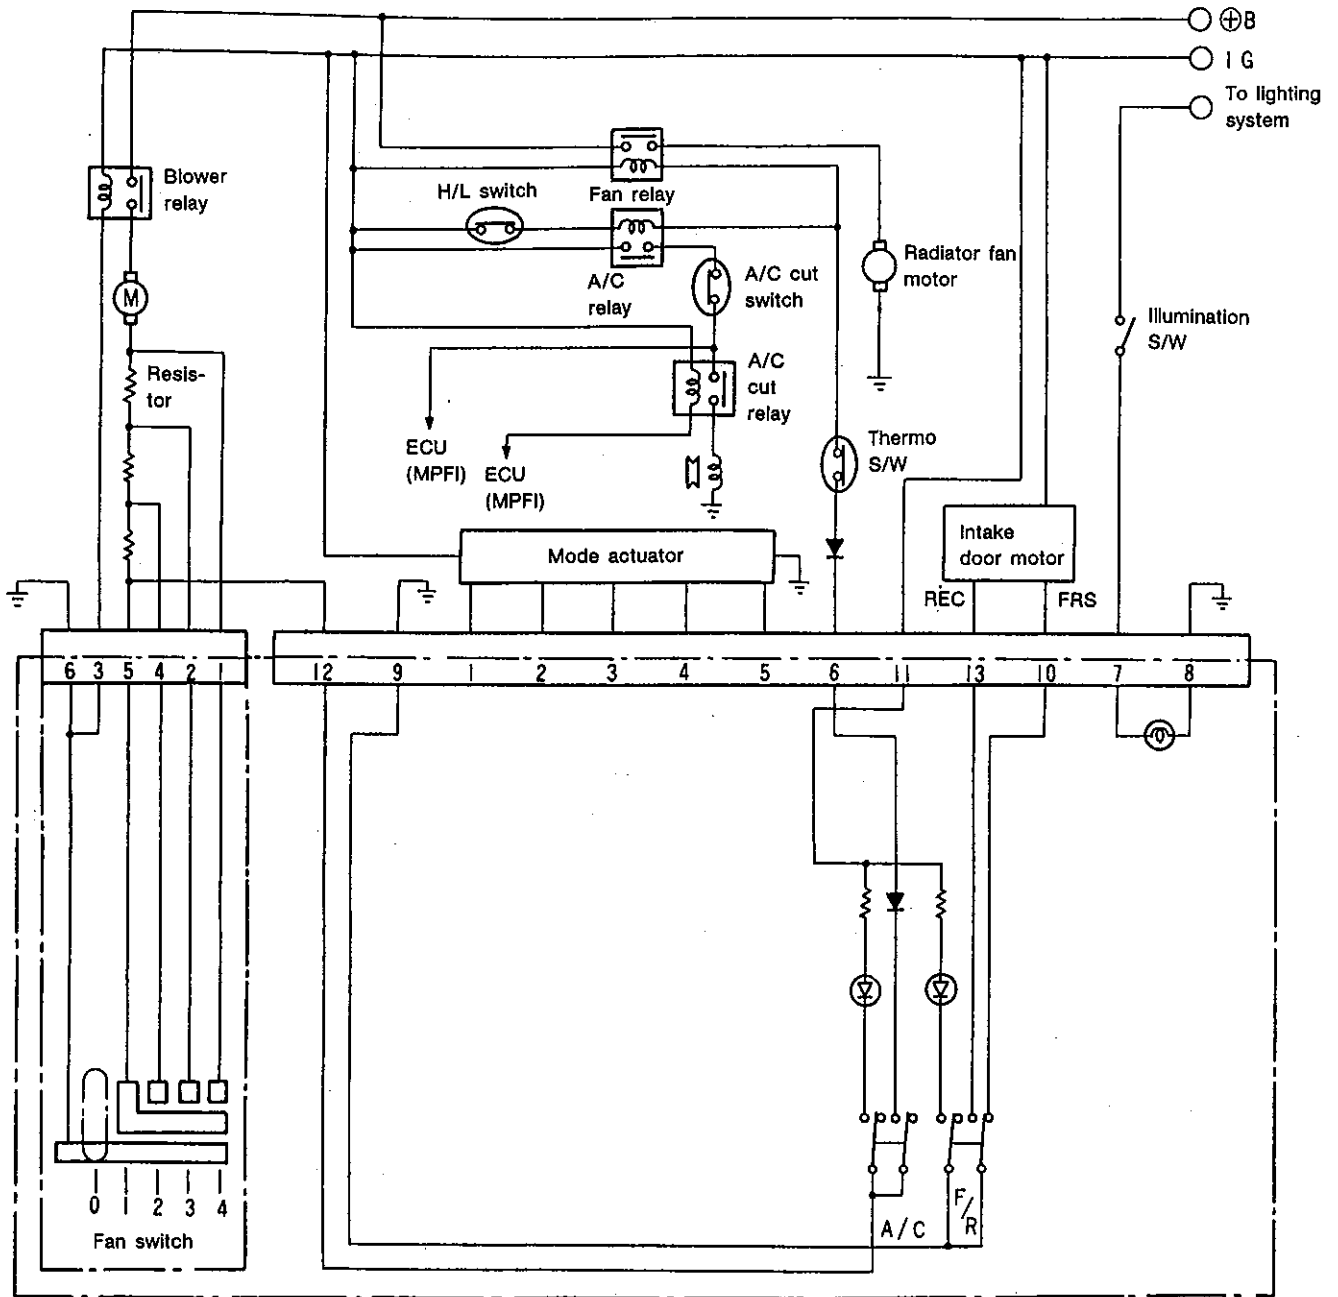 ⊕B
I G
To lighting
system
Blower
relay
H/L switch
Fan relay
A/C
relay
A/C cut
switch
Radiator fan
motor
Illumination
S/W
M
Resis-
tor
A/C
cut
relay
ECU
(MPFI)
ECU
(MPFI)
Thermo
S/W
Mode actuator
Intake
door motor
REC
FRS
6 3 5 4 2 1
12 9 1 2 3 4 5 6 11 13 10 7 8
0 1 2 3 4
Fan switch
A/C
F/R